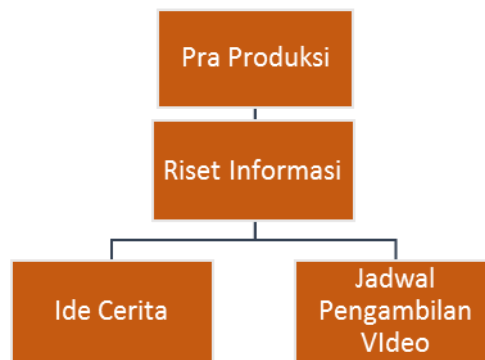 Pra Produksi
Riset Informasi
Ide Cerita
Jadwal
Pengambilan
VIdeo